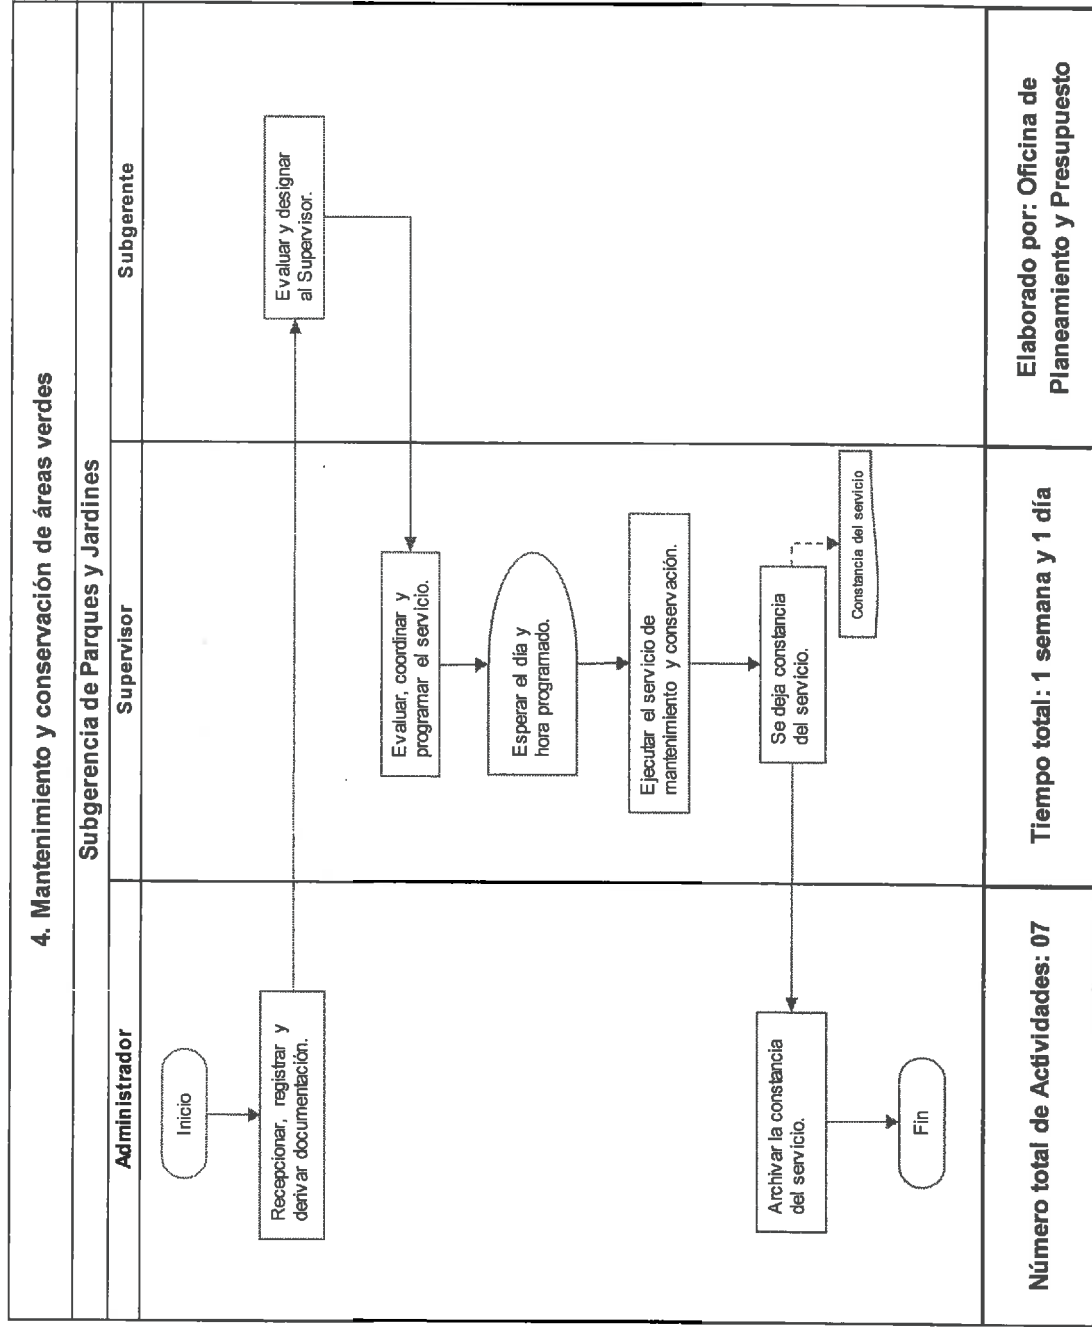 4. Mantenimiento y conservación de áreas verdes
Subgerencia de Parques y Jardines
Administrador
Supervisor
Subgerente
Inicio
Recepcionar, registrar y
derivar documentación.
Evaluar y designar
al Supervisor.
Evaluar, coordinar y
programar el servicio.
Esperar el día y
hora programado.
Ejecutar el servicio de
mantenimiento y conservación.
Se deja constancia
del servicio.
Constancia del servicio
Archivar la constancia
del servicio.
Fin
Número total de Actividades: 07
Tiempo total: 1 semana y 1 día
Elaborado por: Oficina de
Planeamiento y Presupuesto